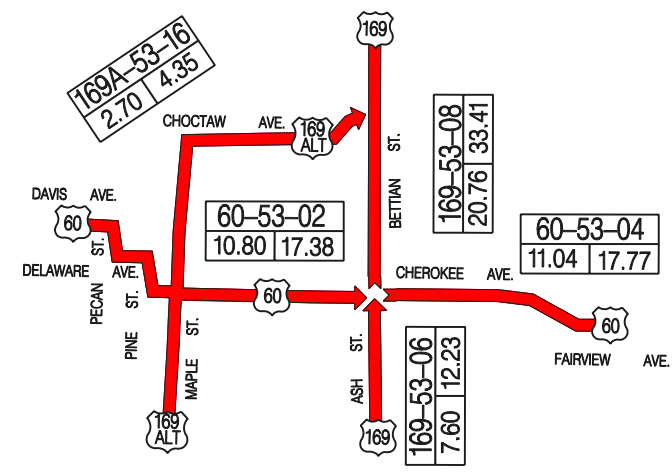 169
169A–53–16
2.70 4.35
CHOCTAW AVE.
169
ALT
169–53–08
20.76 33.41
BETTIAN ST.
DAVIS AVE.
60
ST.
60–53–02
10.80 17.38
60–53–04
11.04 17.77
DELAWARE AVE.
PECAN
CHEROKEE AVE.
60
PINE ST.
MAPLE ST.
60
FAIRVIEW AVE.
ASH ST.
169–53–06
7.60 12.23
169
ALT
169